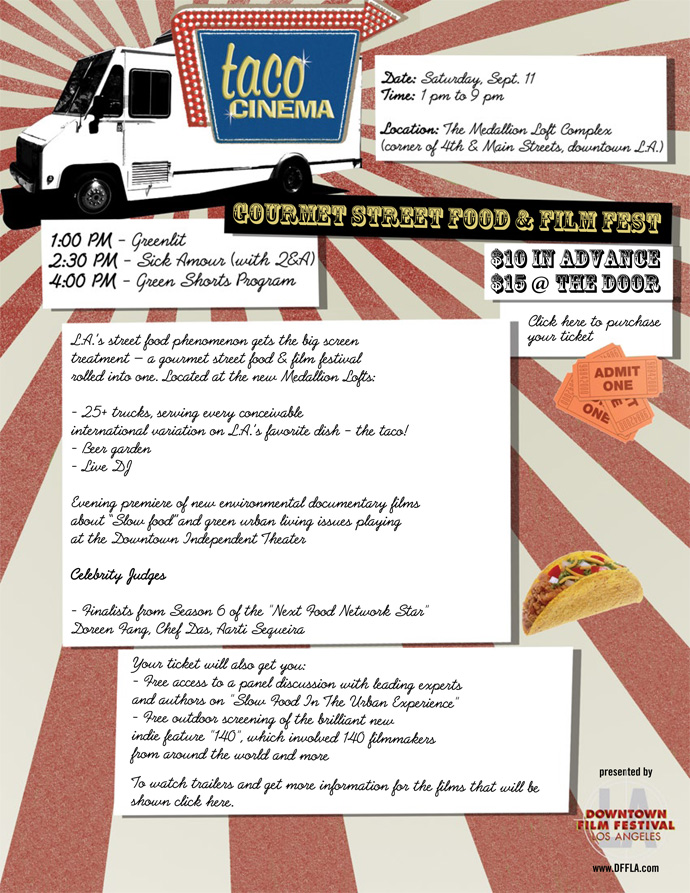 taco
CINEMA
Date: Saturday, Sept. 11
Time: 1 pm to 9 pm
Location: The Medallion Loft Complex
(corner of 4th & Main Streets, downtown L.A.)
GOURMET STREET FOOD & FILM FEST
1:00 PM - Greenlit
2:30 PM - Sick Amour (with Q&A)
4:00 PM - Green Shorts Program
$10 IN ADVANCE
$15 @ THE DOOR
Click here to purchase
your ticket
ADMIT
ONE
ONE
L.A.'s street food phenomenon gets the big screen
treatment – a gourmet street food & film festival
rolled into one. Located at the new Medallion Lofts:
- 25+ trucks, serving every conceivable
international variation on L.A.'s favorite dish - the taco!
- Beer garden
- Live DJ
Evening premiere of new environmental documentary films
about "Slow food"and green urban living issues playing
at the Downtown Independent Theater
Celebrity Judges
- Finalists from Season 6 of the "Next Food Network Star"
Doreen Fang, Chef Das, Aarti Sequeira
Your ticket will also get you:
- Free access to a panel discussion with leading experts
and authors on "Slow Food In The Urban Experience"
- Free outdoor screening of the brilliant new
indie feature "140", which involved 140 filmmakers
from around the world and more
To watch trailers and get more information for the films that will be
shown click here.
presented by
LA
DOWNTOWN
FILM FESTIVAL
LOS ANGELES
www.DFFLA.com